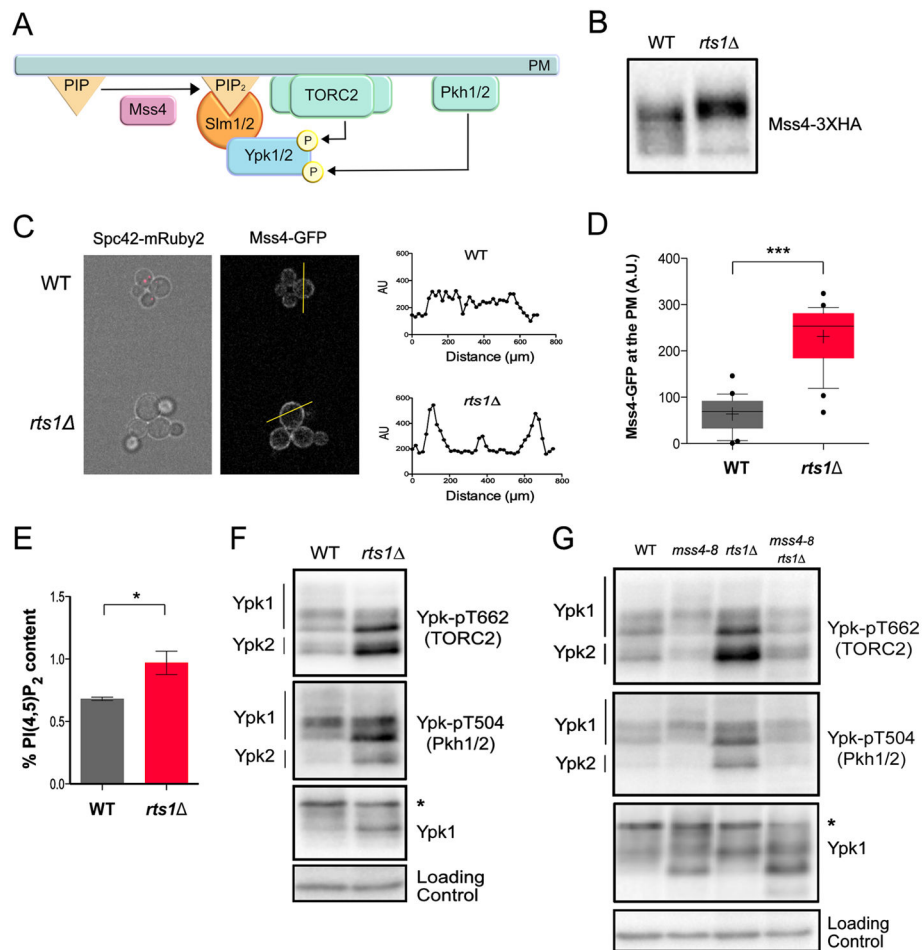 A
PM
PIP
PIP₂
TORC2
Pkh1/2
Mss4
Slm1/2
P
Ypk1/2
P
B
WT
rts1Δ
Mss4-3XHA
C
Spc42-mRuby2
Mss4-GFP
WT
rts1Δ
WT
600
400
200
0
AU
0
200
400
600
800
Distance (μm)
rts1Δ
600
400
200
0
AU
0
200
400
600
800
Distance (μm)
D
Mss4-GFP at the PM (A.U.)
400
300
200
100
0
***
WT
rts1Δ
E
% PI(4,5)P₂ content
1.5
1.0
0.5
0.0
*
WT
rts1Δ
F
WT
rts1Δ
Ypk1
Ypk2
Ypk-pT662
(TORC2)
Ypk1
Ypk2
Ypk-pT504
(Pkh1/2)
*
Ypk1
Loading
Control
G
WT
mss4-8
rts1Δ
mss4-8
rts1Δ
Ypk1
Ypk2
Ypk-pT662
(TORC2)
Ypk1
Ypk2
Ypk-pT504
(Pkh1/2)
*
Ypk1
Loading
Control